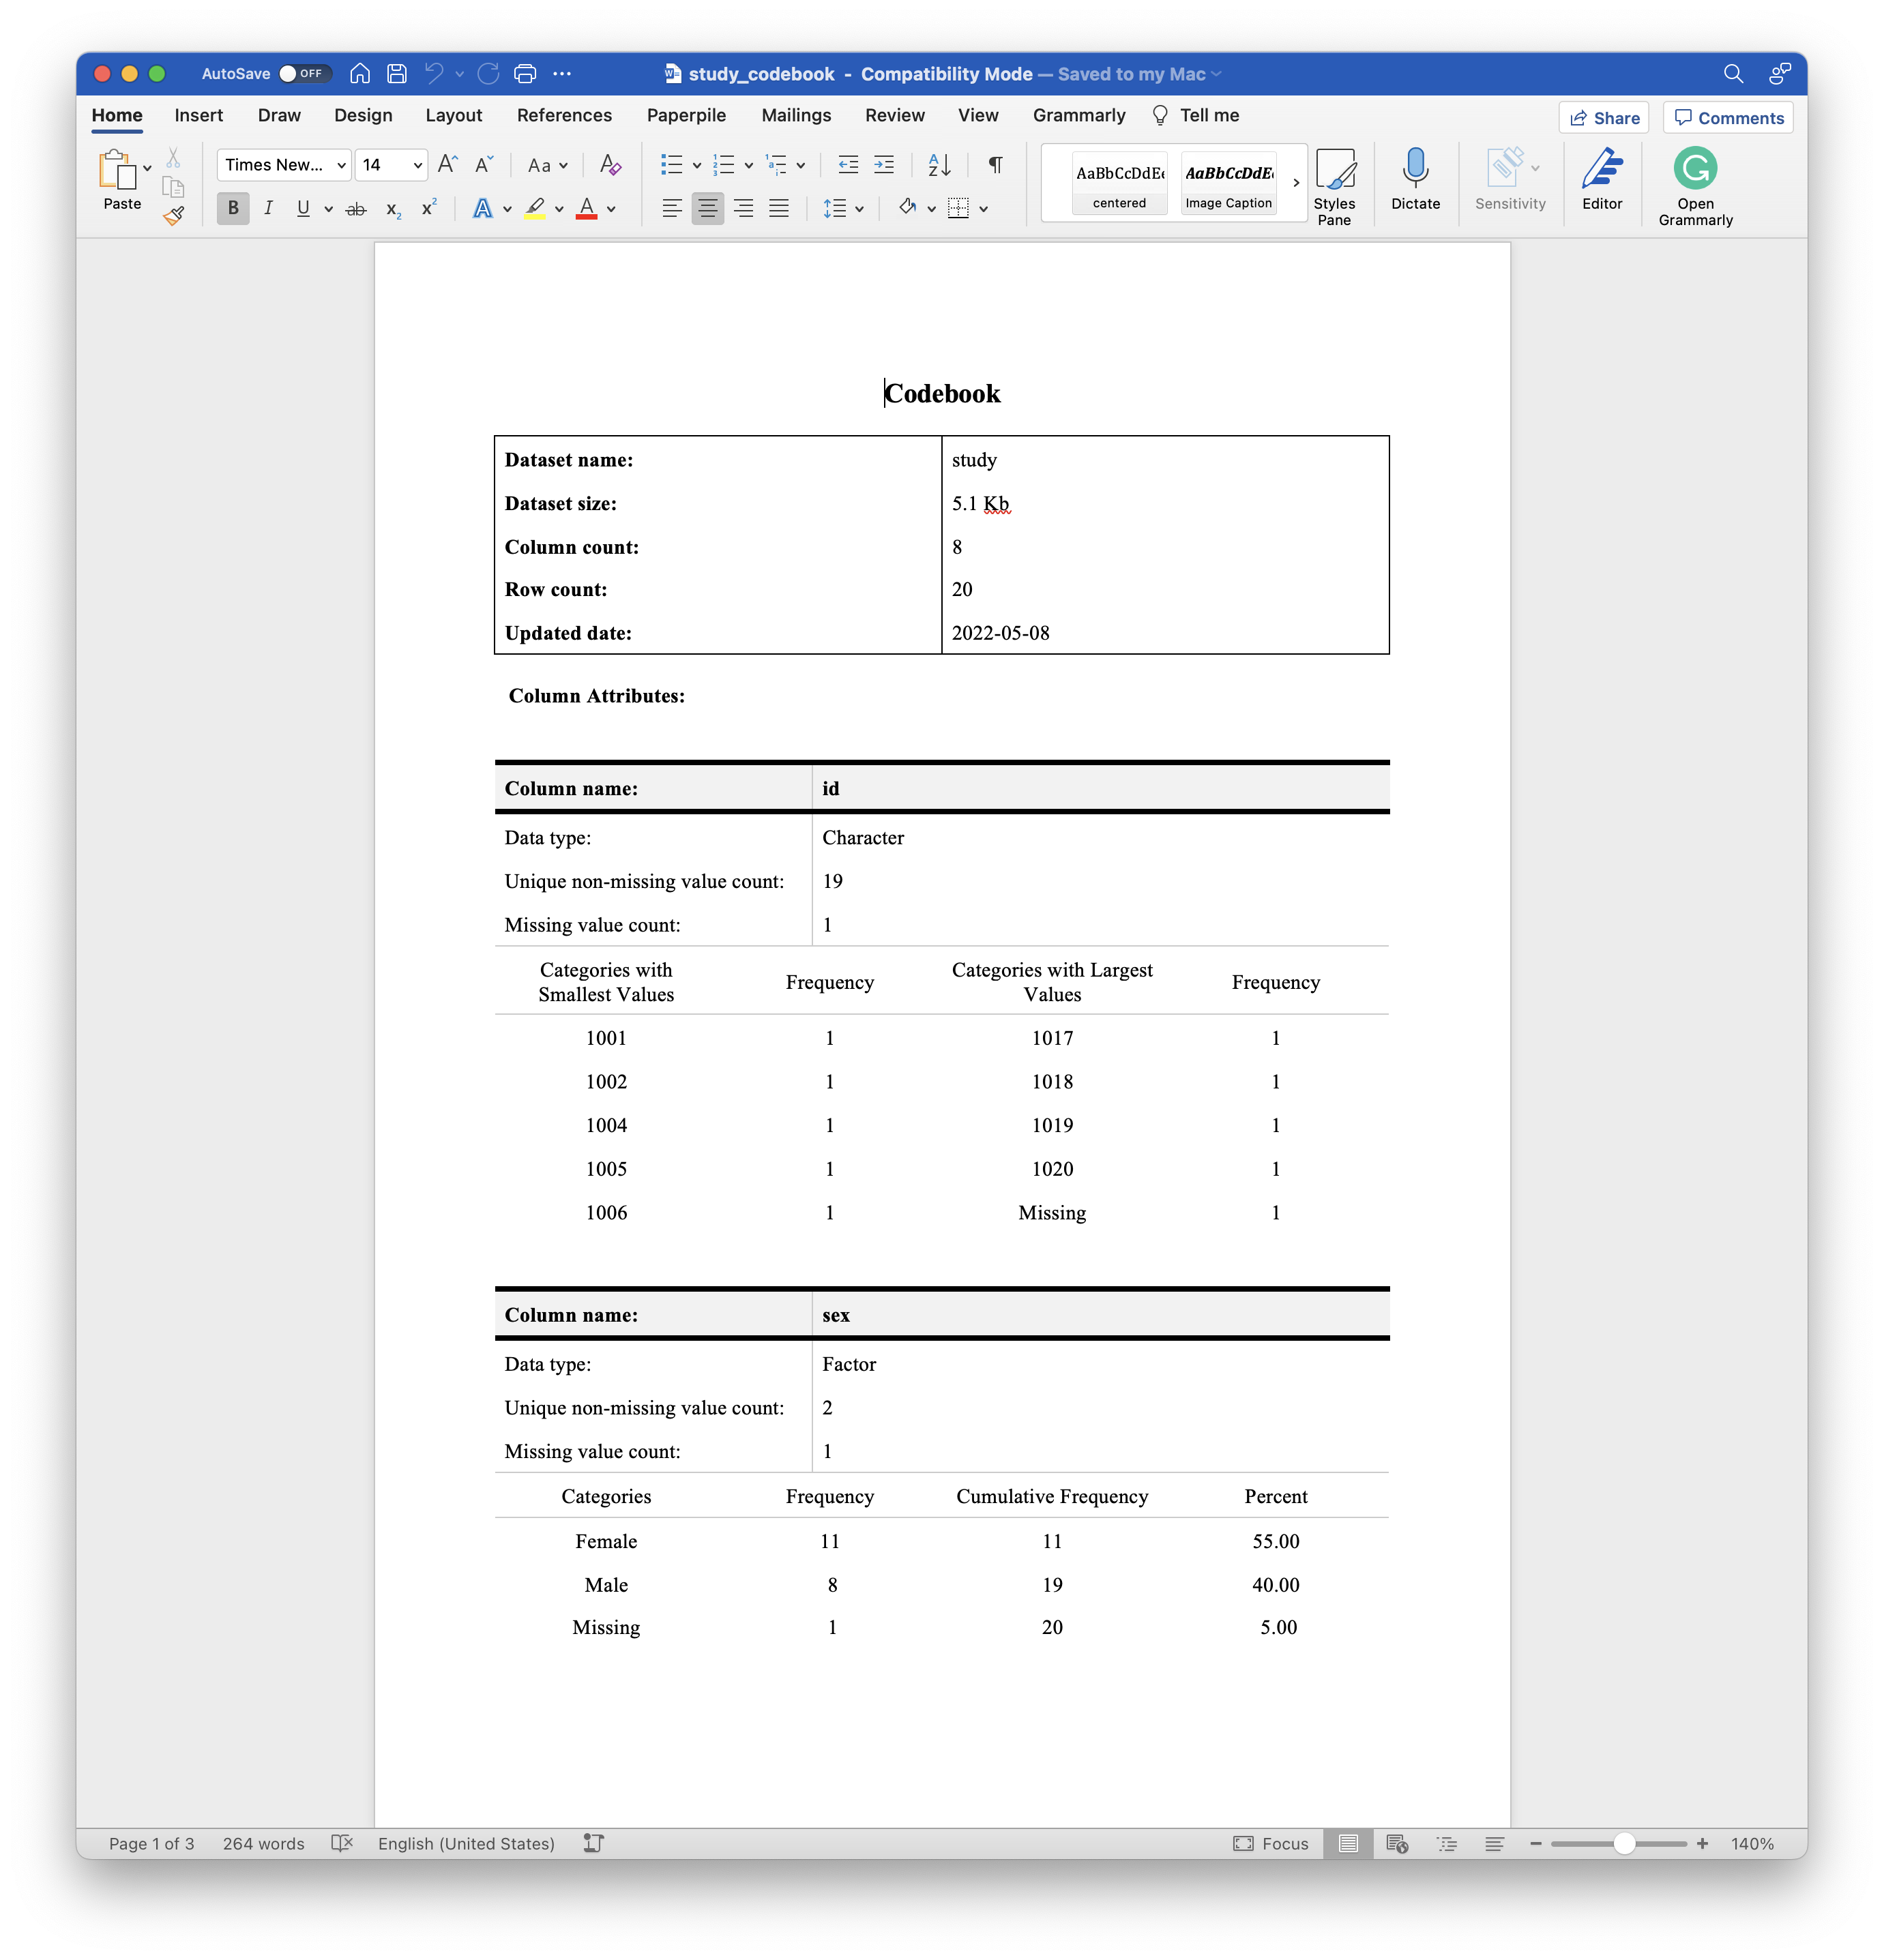 AutoSave OFF study_codebook - Compatibility Mode — Saved to my Mac
Home Insert Draw Design Layout References Paperpile Mailings Review View Grammarly Tell me Share Comments
Paste
Times New... 14 Aa
AaBbCcDdEe AaBbCcDdE
centered Image Caption
Styles Pane
Dictate
Sensitivity
Editor
Open Grammarly
Codebook
Dataset name: study
Dataset size: 5.1 Kb
Column count: 8
Row count: 20
Updated date: 2022-05-08
Column Attributes:
Column name: id
Data type: Character
Unique non-missing value count: 19
Missing value count: 1
Categories with Smallest Values Frequency Categories with Largest Values Frequency
1001 1 1017 1
1002 1 1018 1
1004 1 1019 1
1005 1 1020 1
1006 1 Missing 1
Column name: sex
Data type: Factor
Unique non-missing value count: 2
Missing value count: 1
Categories Frequency Cumulative Frequency Percent
Female 11 11 55.00
Male 8 19 40.00
Missing 1 20 5.00
Page 1 of 3 264 words English (United States) Focus 140%